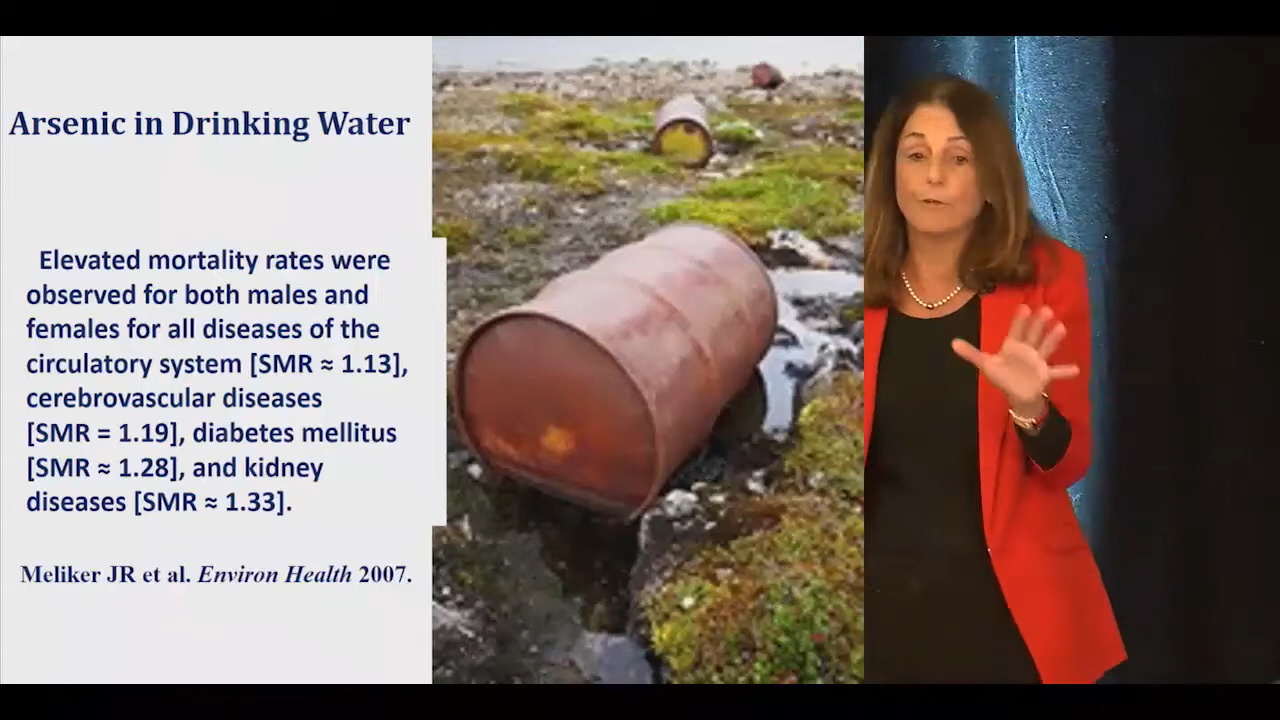 Arsenic in Drinking Water
Elevated mortality rates were
observed for both males and
females for all diseases of the
circulatory system [SMR ≈ 1.13],
cerebrovascular diseases
[SMR = 1.19], diabetes mellitus
[SMR ≈ 1.28], and kidney
diseases [SMR ≈ 1.33].
Meliker JR et al. Environ Health 2007.